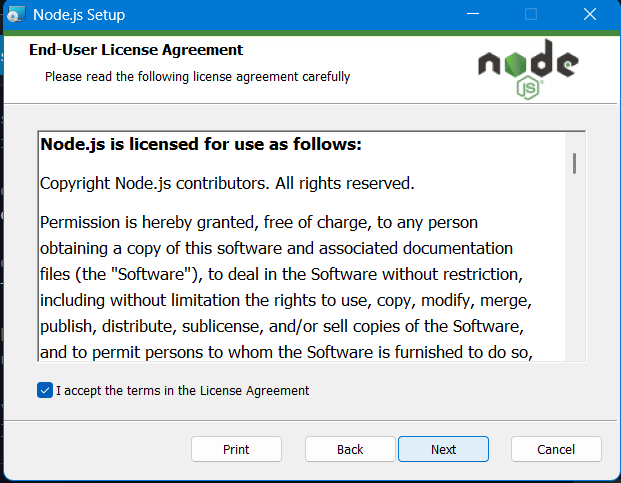 Node.js Setup
End-User License Agreement
Please read the following license agreement carefully
node
JS
Node.js is licensed for use as follows:
Copyright Node.js contributors. All rights reserved.
Permission is hereby granted, free of charge, to any person
obtaining a copy of this software and associated documentation
files (the "Software"), to deal in the Software without restriction,
including without limitation the rights to use, copy, modify, merge,
publish, distribute, sublicense, and/or sell copies of the Software,
and to permit persons to whom the Software is furnished to do so,
I accept the terms in the License Agreement
Print Back Next Cancel